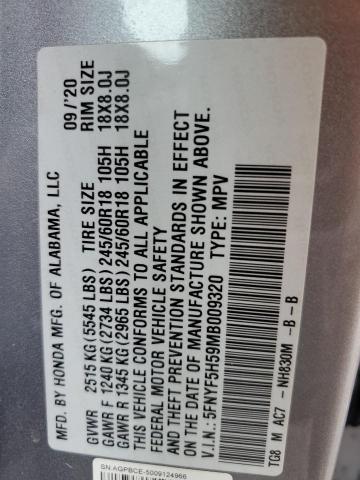 MFD. BY HONDA MFG. OF ALABAMA, LLC 09/'20
GVWR 2515 KG (5545 LBS) TIRE SIZE RIM SIZE
GAWR F 1240 KG (2734 LBS) 245/60R18 105H 18X8.0J
GAWR R 1345 KG (2965 LBS) 245/60R18 105H 18X8.0J
THIS VEHICLE CONFORMS TO ALL APPLICABLE
FEDERAL MOTOR VEHICLE SAFETY
AND THEFT PREVENTION STANDARDS IN EFFECT
ON THE DATE OF MANUFACTURE SHOWN ABOVE.
V.I.N.: 5FNYF5H59MB009320 TYPE: MPV
TG8 M AC7 - NH830M -B -B
SN:AGPBCE-5009124966